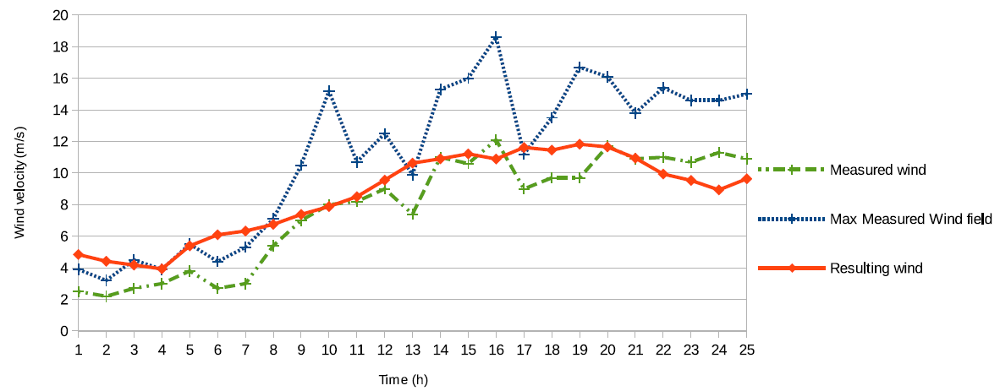 20
18
16
14
12
10
8
6
4
2
0
Wind velocity (m/s)
1 2 3 4 5 6 7 8 9 10 11 12 13 14 15 16 17 18 19 20 21 22 23 24 25
Time (h)
Measured wind
Max Measured Wind field
Resulting wind